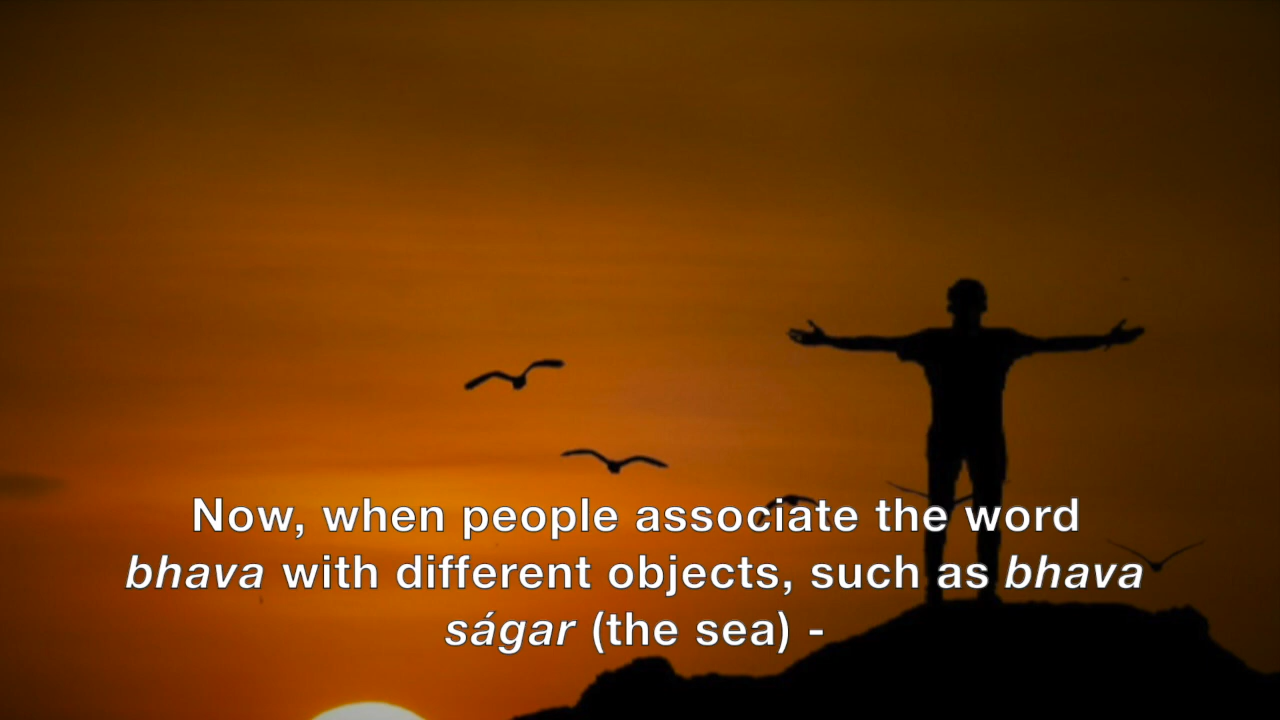 Now, when people associate the word
bhava with different objects, such as bhava
ságar (the sea) -